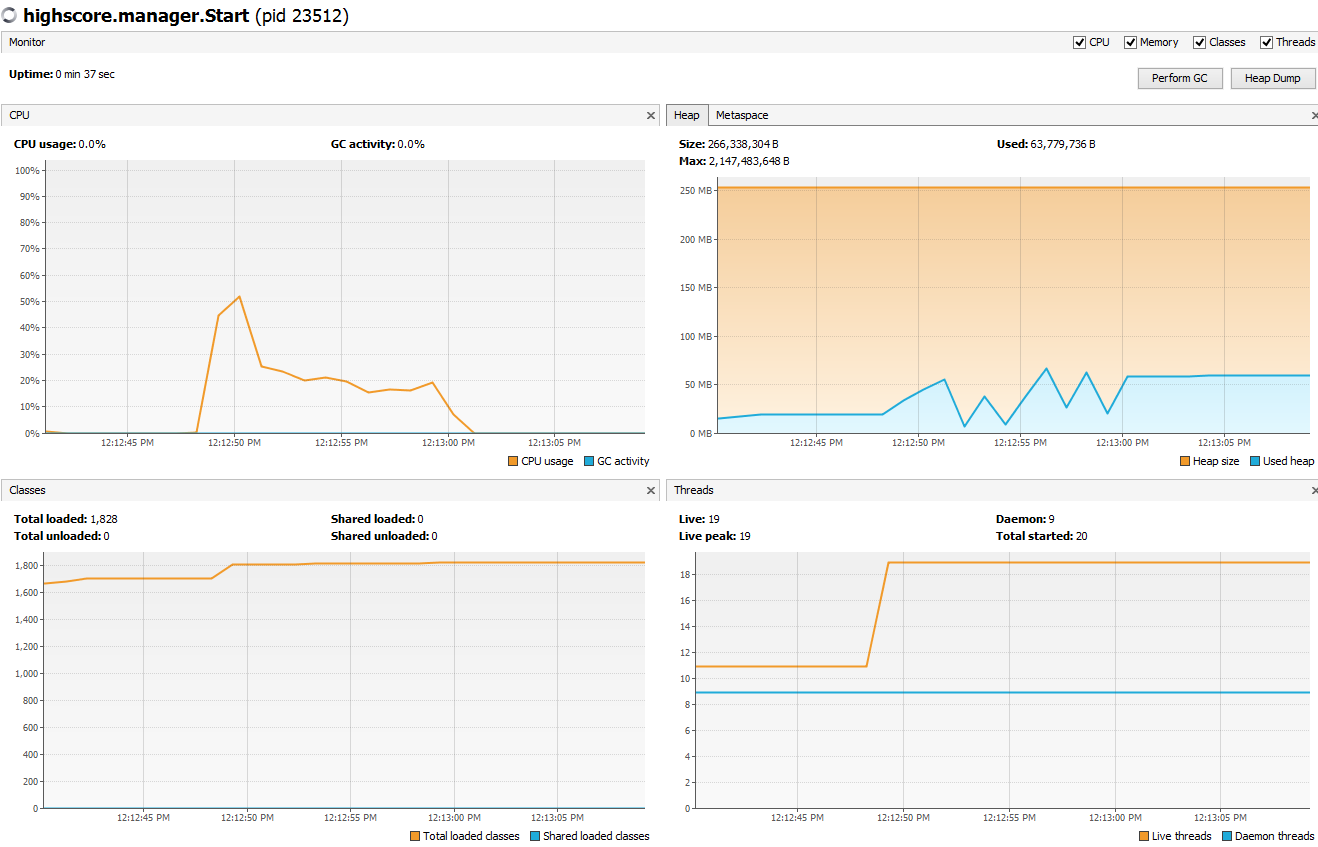 highscore.manager.Start (pid 23512)
Monitor CPU Memory Classes Threads
Uptime: 0 min 37 sec
Perform GC Heap Dump
CPU
CPU usage: 0.0% GC activity: 0.0%
100%
90%
80%
70%
60%
50%
40%
30%
20%
10%
0%
12:12:45 PM 12:12:50 PM 12:12:55 PM 12:13:00 PM 12:13:05 PM
CPU usage GC activity
Heap Metaspace
Size: 266,338,304 B Used: 63,779,736 B
Max: 2,147,483,648 B
250 MB
200 MB
150 MB
100 MB
50 MB
0 MB
12:12:45 PM 12:12:50 PM 12:12:55 PM 12:13:00 PM 12:13:05 PM
Heap size Used heap
Classes
Total loaded: 1,828 Shared loaded: 0
Total unloaded: 0 Shared unloaded: 0
1,800
1,600
1,400
1,200
1,000
800
600
400
200
0
12:12:45 PM 12:12:50 PM 12:12:55 PM 12:13:00 PM 12:13:05 PM
Total loaded classes Shared loaded classes
Threads
Live: 19 Daemon: 9
Live peak: 19 Total started: 20
18
16
14
12
10
8
6
4
2
0
12:12:45 PM 12:12:50 PM 12:12:55 PM 12:13:00 PM 12:13:05 PM
Live threads Daemon threads